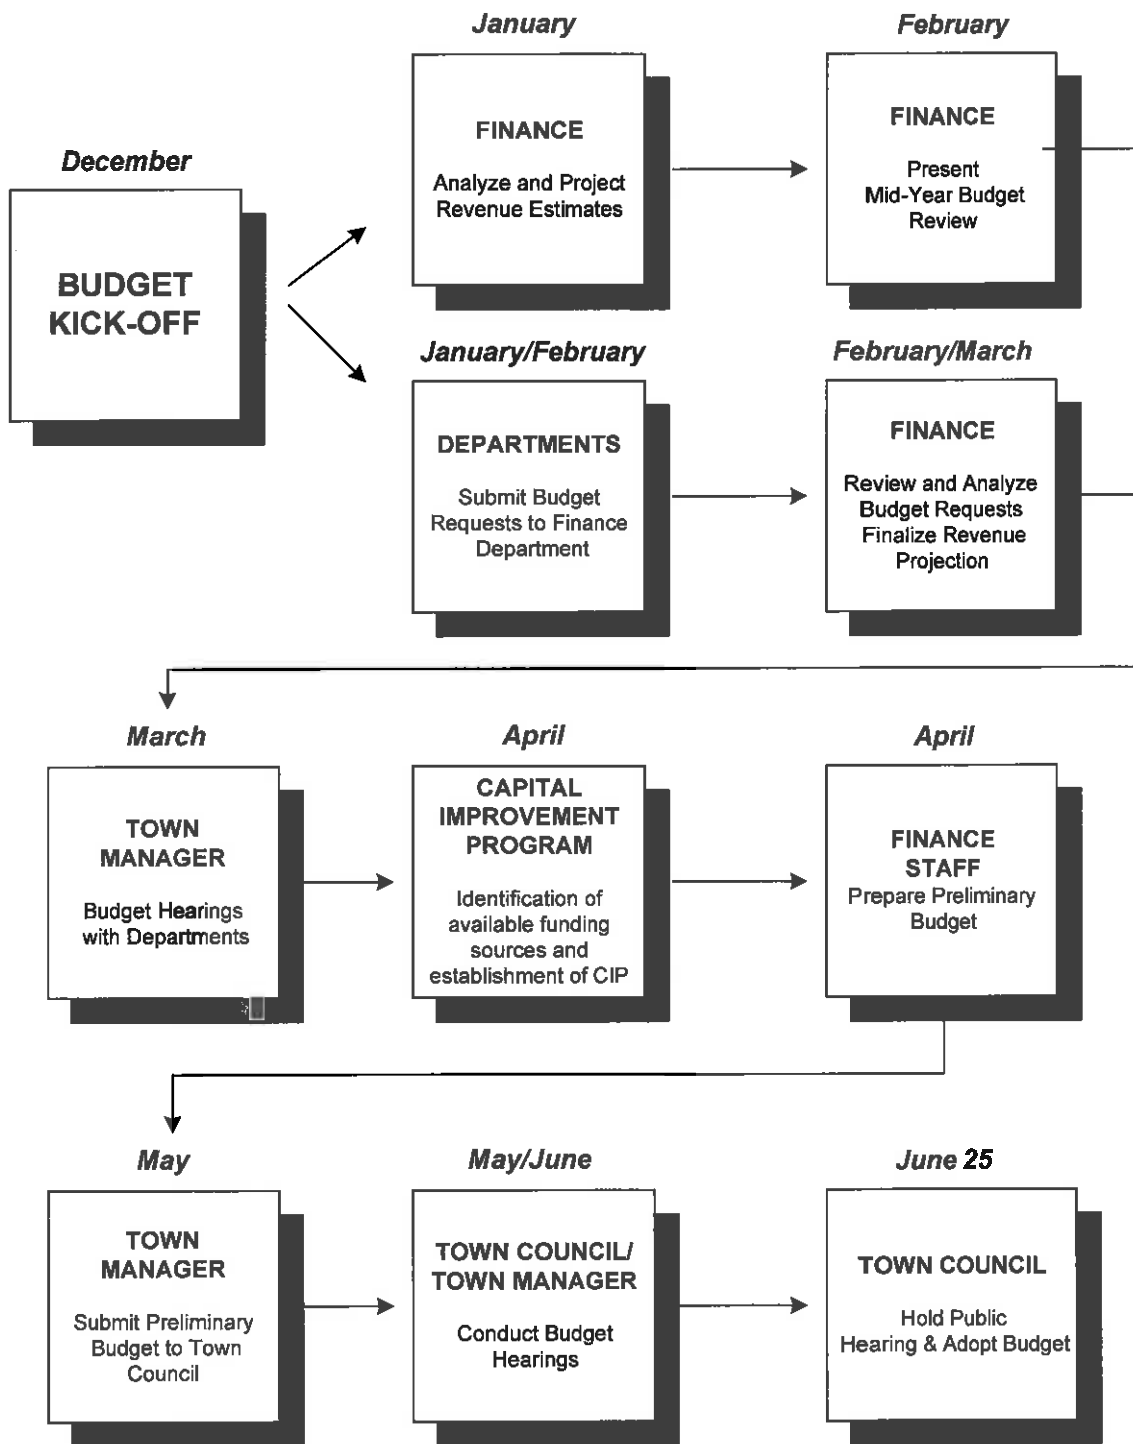 January
FINANCE
Analyze and Project
Revenue Estimates
February
FINANCE
Present
Mid-Year Budget
Review
December
BUDGET
KICK-OFF
January/February
DEPARTMENTS
Submit Budget
Requests to Finance
Department
February/March
FINANCE
Review and Analyze
Budget Requests
Finalize Revenue
Projection
March
TOWN
MANAGER
Budget Hearings
with Departments
April
CAPITAL
IMPROVEMENT
PROGRAM
Identification of
available funding
sources and
establishment of CIP
April
FINANCE
STAFF
Prepare Preliminary
Budget
May
TOWN
MANAGER
Submit Preliminary
Budget to Town
Council
May/June
TOWN COUNCIL/
TOWN MANAGER
Conduct Budget
Hearings
June 25
TOWN COUNCIL
Hold Public
Hearing & Adopt Budget